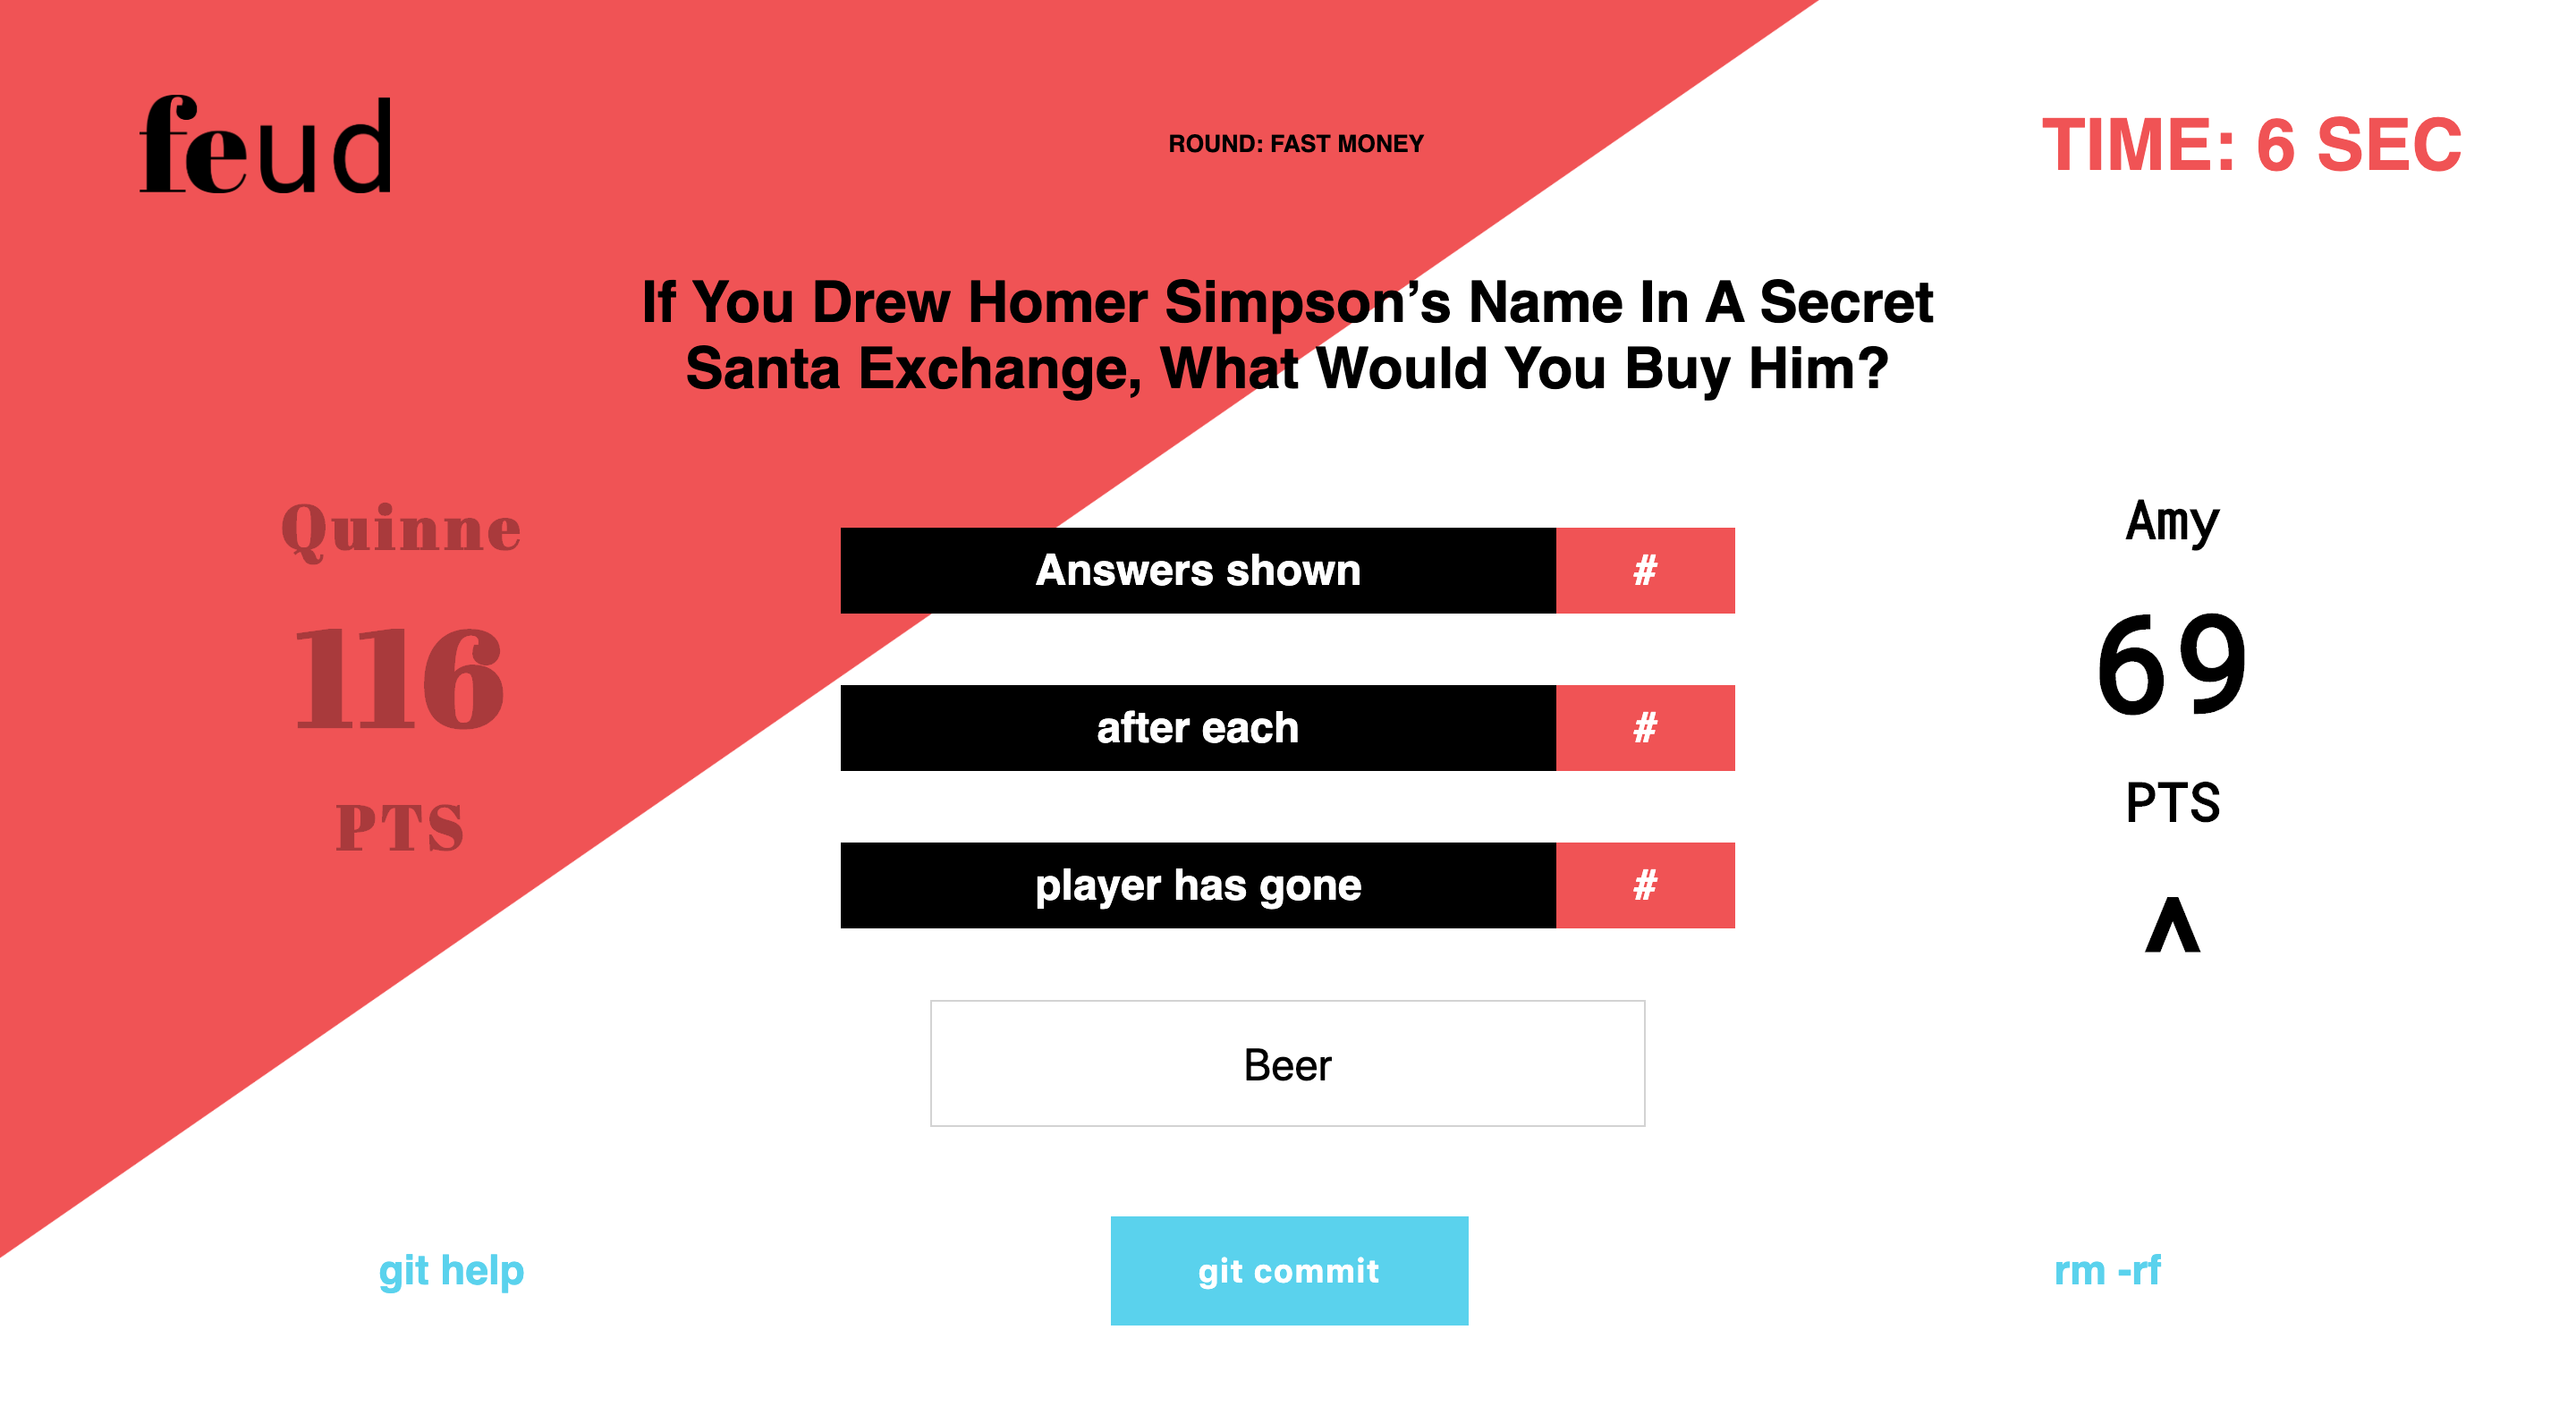 feud
ROUND: FAST MONEY
TIME: 6 SEC
If You Drew Homer Simpson’s Name In A Secret
Santa Exchange, What Would You Buy Him?
Quinne
116
PTS
Answers shown #
after each #
player has gone #
Amy
69
PTS
^
Beer
git help
git commit
rm -rf